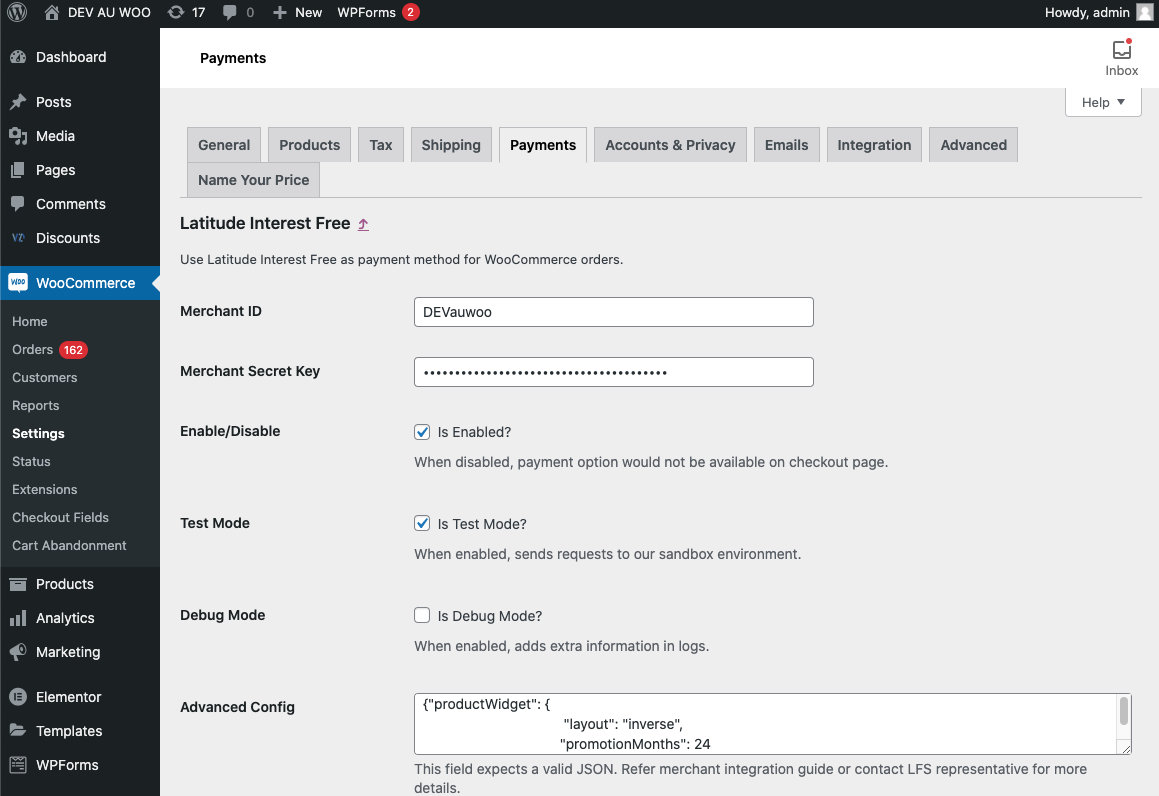 DEV AU WOO 17 0 New WPForms 2 Howdy, admin
Dashboard
Posts
Media
Pages
Comments
Discounts
WOO WooCommerce
Home
Orders 162
Customers
Reports
Settings
Status
Extensions
Checkout Fields
Cart Abandonment
Products
Analytics
Marketing
Elementor
Templates
WPForms
Payments
Inbox
Help
General Products Tax Shipping Payments Accounts & Privacy Emails Integration Advanced
Name Your Price
Latitude Interest Free
Use Latitude Interest Free as payment method for WooCommerce orders.
Merchant ID DEVauwoo
Merchant Secret Key •••••••••••••••••••••••••••••••••••••••
Enable/Disable Is Enabled?
When disabled, payment option would not be available on checkout page.
Test Mode Is Test Mode?
When enabled, sends requests to our sandbox environment.
Debug Mode Is Debug Mode?
When enabled, adds extra information in logs.
Advanced Config {"productWidget": {
"layout": "inverse",
"promotionMonths": 24
This field expects a valid JSON. Refer merchant integration guide or contact LFS representative for more
details.